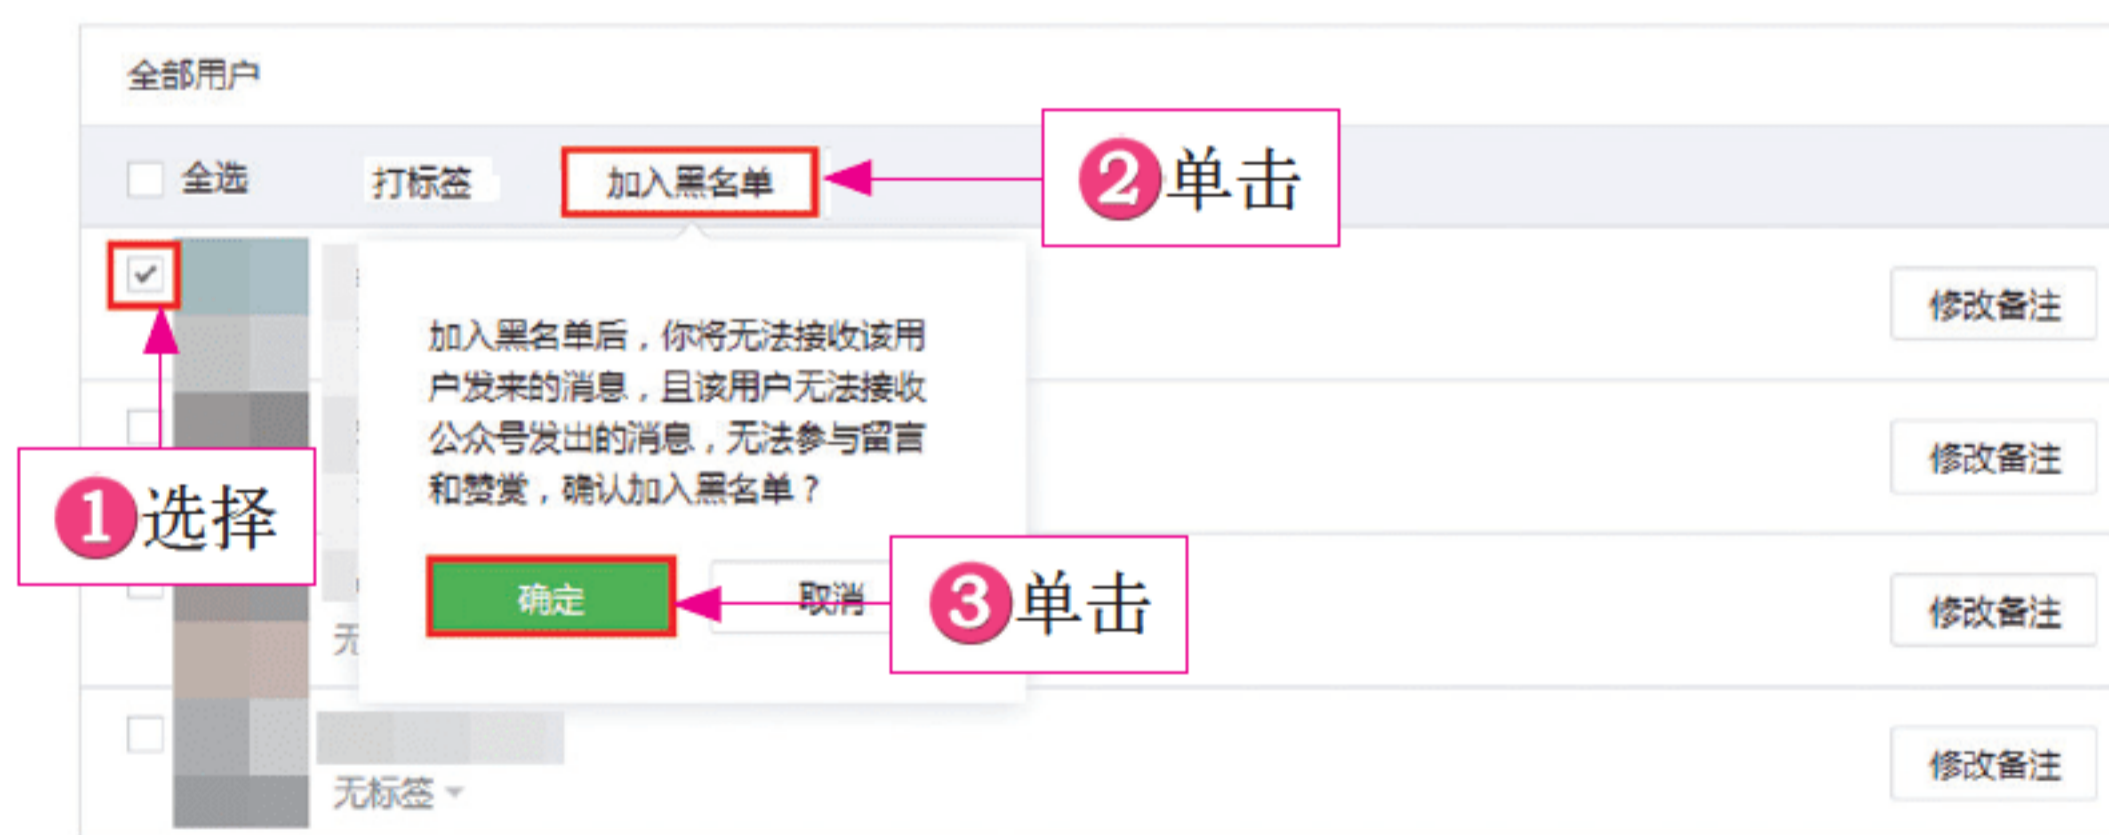 全部用户
全选 打标签 加入黑名单
2单击
修改备注
加入黑名单后，你将无法接收该用
户发来的消息，且该用户无法接收
公众号发出的消息，无法参与留言
和赞赏，确认加入黑名单？
修改备注
1选择
确定 取消
3单击
修改备注
无
修改备注
无标签